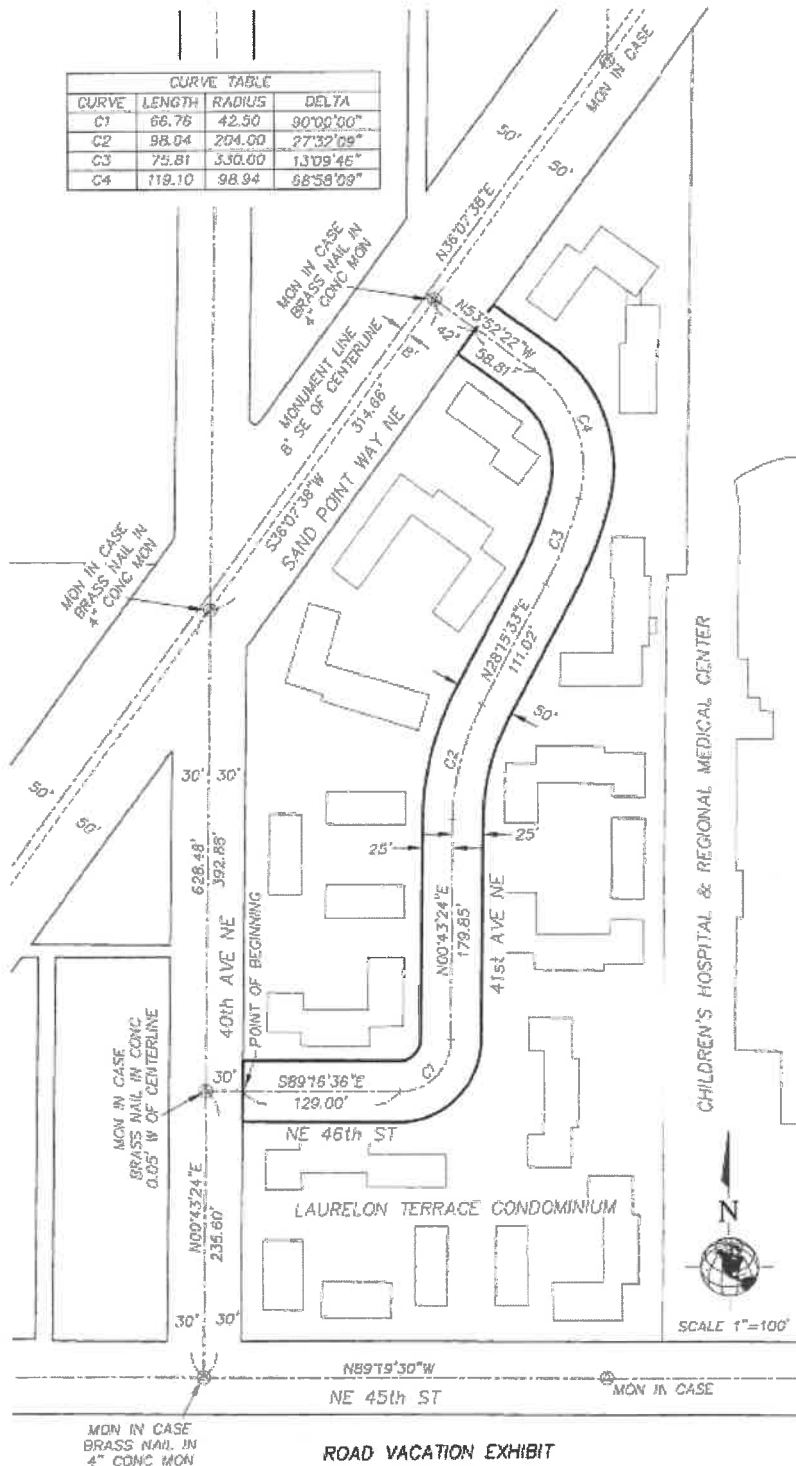 CURVE TABLE
CURVE LENGTH RADIUS DELTA
C1 66.76 42.50 90°00'00"
C2 98.04 204.00 27°32'09"
C3 75.81 330.00 13°09'46"
C4 119.10 98.94 68°58'09"
MON IN CASE
50'
50'
N36°07'38"E
MON IN CASE
BRASS NAIL IN
4" CONC MON
N53°52'22"W
42'
58.81'
8'
MONUMENT LINE
8' SE OF CENTERLINE
314.66'
S36°07'38"W
SAND POINT WAY NE
C4
C3
MON IN CASE
BRASS NAIL IN
4" CONC MON
N28°15'33"E
111.02'
50'
C2
CHILDREN'S HOSPITAL & REGIONAL MEDICAL CENTER
30' 30'
50'
50'
628.48'
392.88'
25'
25'
40th AVE NE
POINT OF BEGINNING
N00°43'24"E
179.85'
41st AVE NE
MON IN CASE
BRASS NAIL IN CONC
0.05' W OF CENTERLINE
30'
S89°16'36"E
129.00'
C1
NE 46th ST
N00°43'24"E
235.60'
LAURELON TERRACE CONDOMINIUM
N
30' 30'
SCALE 1"=100'
N89°19'30"W
NE 45th ST
MON IN CASE
MON IN CASE
BRASS NAIL IN
4" CONC MON
ROAD VACATION EXHIBIT